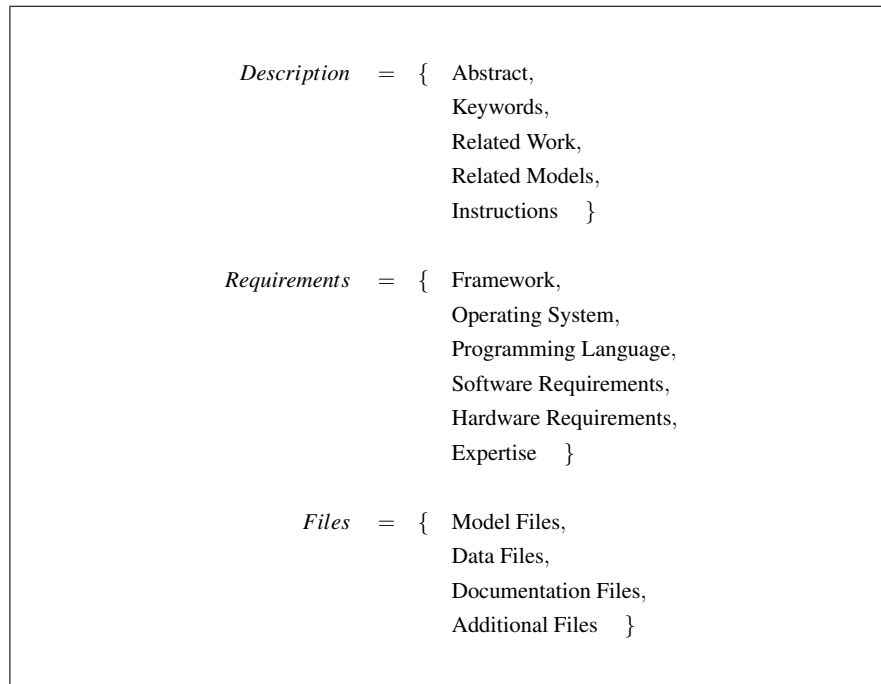 Description = { Abstract,
Keywords,
Related Work,
Related Models,
Instructions }
Requirements = { Framework,
Operating System,
Programming Language,
Software Requirements,
Hardware Requirements,
Expertise }
Files = { Model Files,
Data Files,
Documentation Files,
Additional Files }